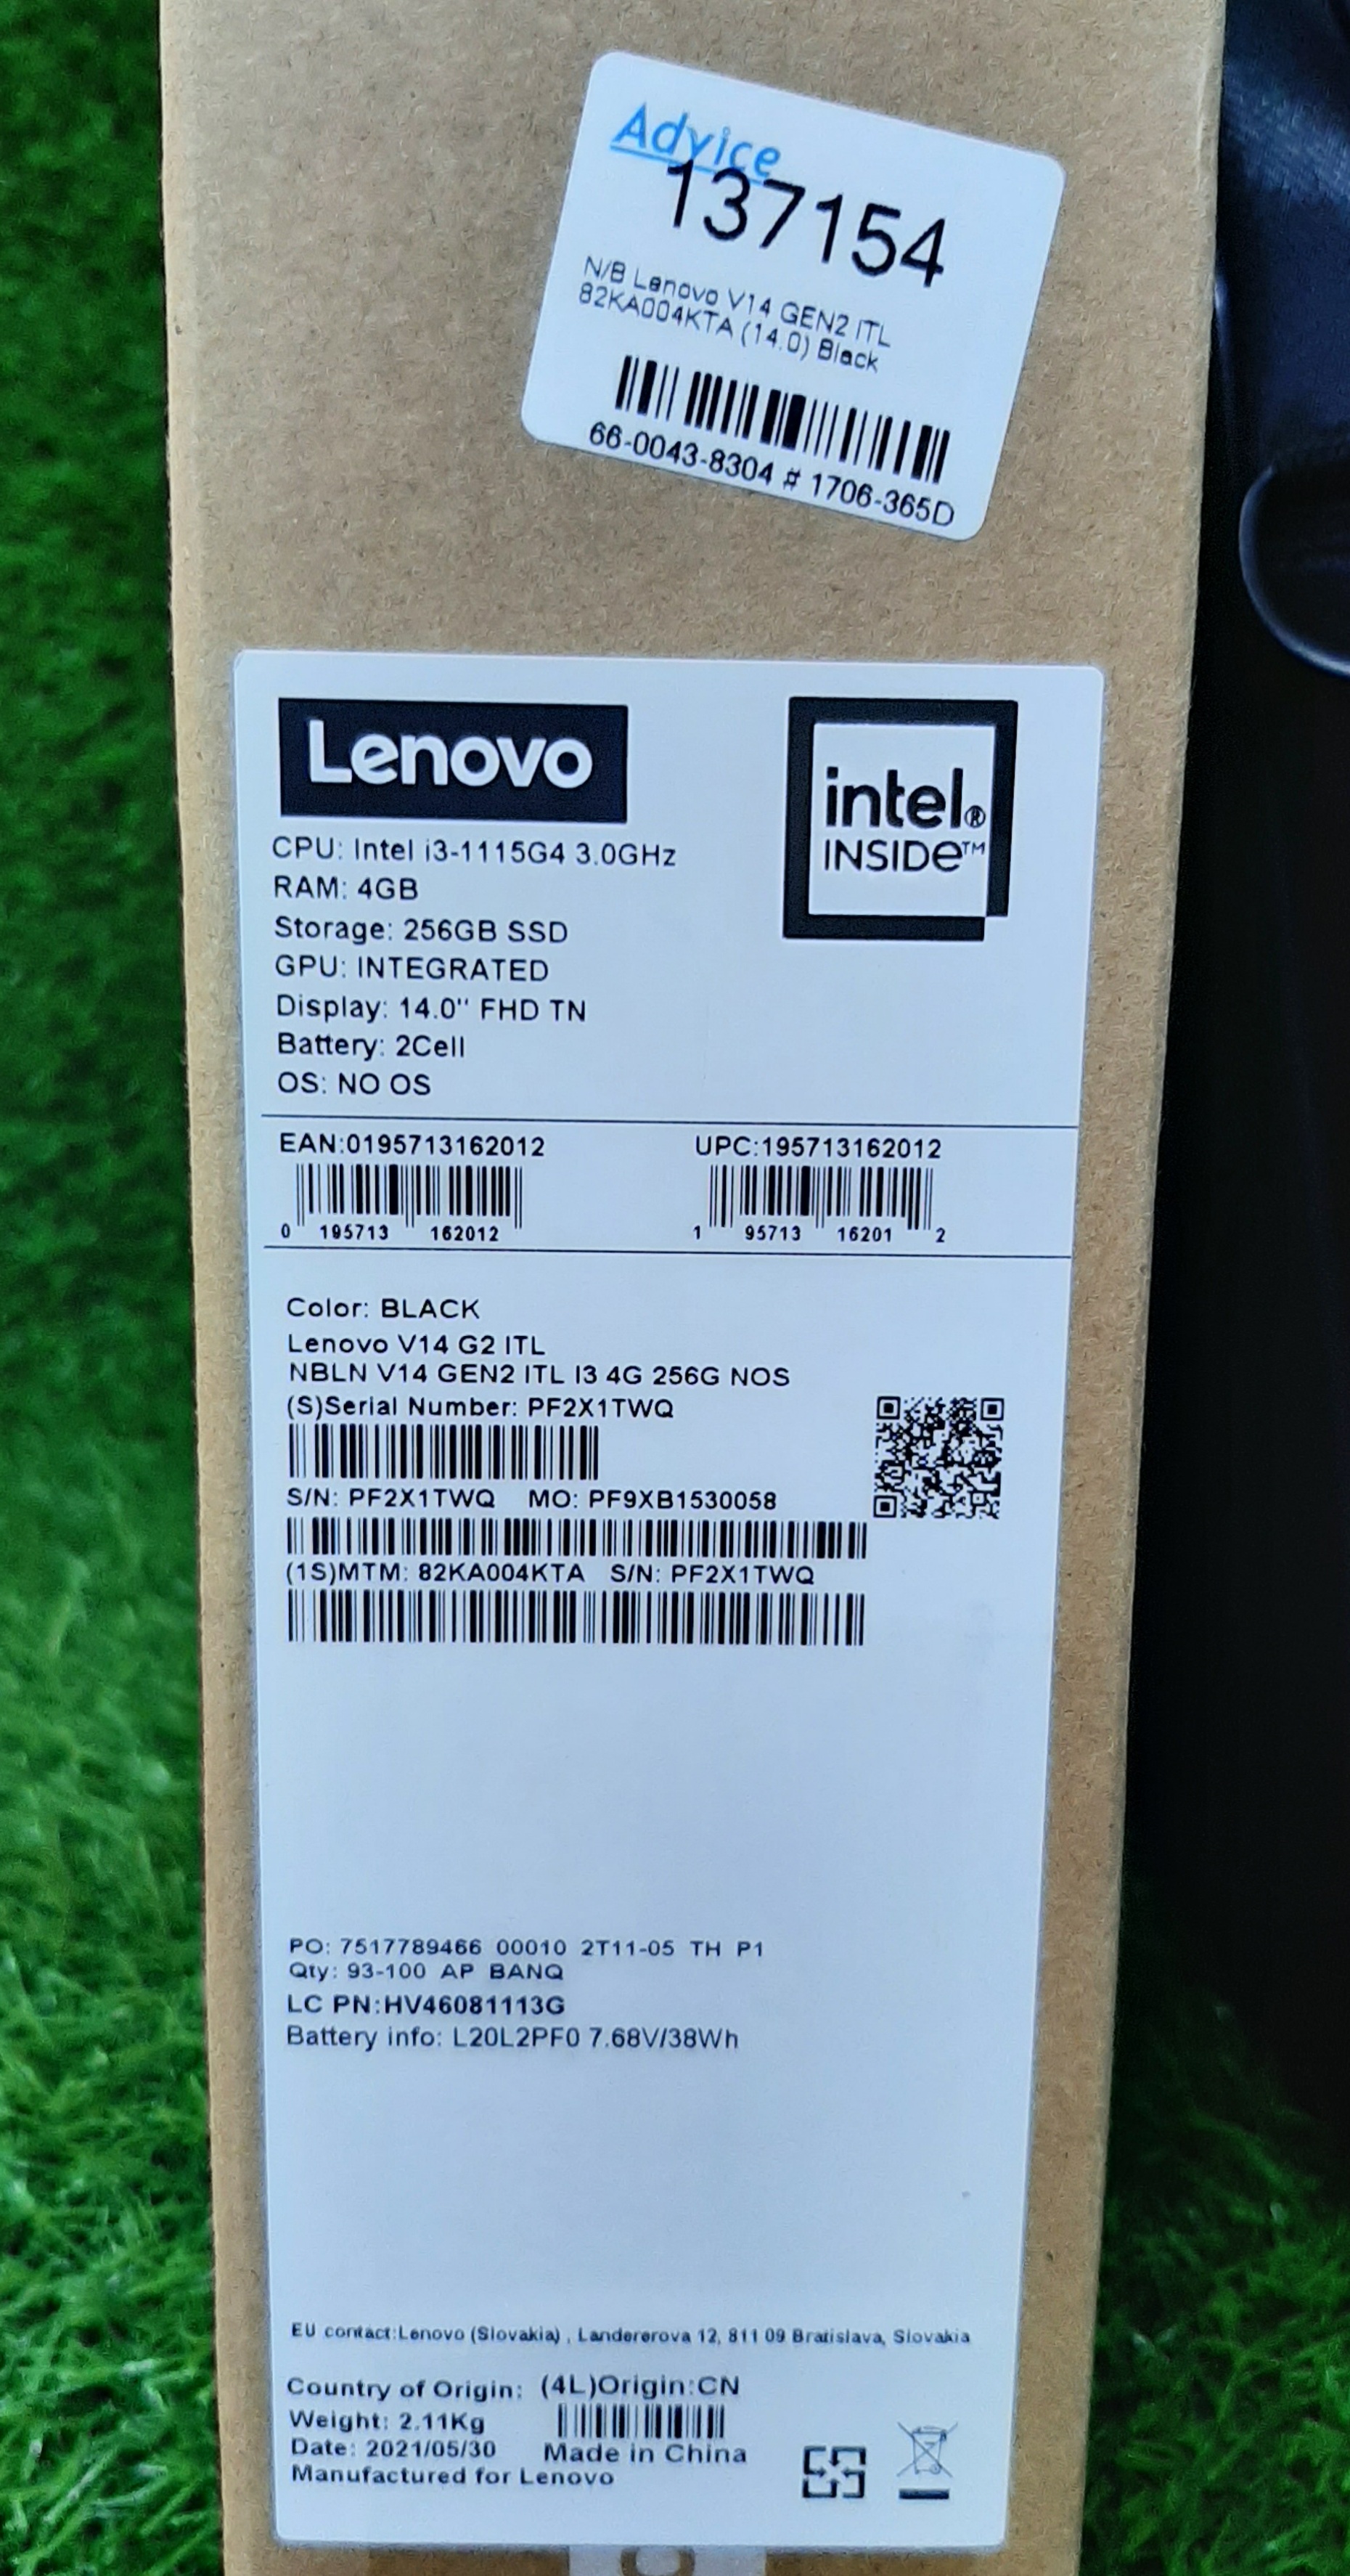 Advice
137154
N/B Lenovo V14 GEN2 ITL
82KA004KTA (14.0) Black
66-0043-8304 # 1706-365D
Lenovo
intel®
INSIDe™
CPU: Intel i3-1115G4 3.0GHz
RAM: 4GB
Storage: 256GB SSD
GPU: INTEGRATED
Display: 14.0'' FHD TN
Battery: 2Cell
OS: NO OS
EAN:0195713162012 UPC:195713162012
0 195713 162012 1 95713 16201 2
Color: BLACK
Lenovo V14 G2 ITL
NBLN V14 GEN2 ITL I3 4G 256G NOS
(S)Serial Number: PF2X1TWQ
S/N: PF2X1TWQ MO: PF9XB1530058
(1S)MTM: 82KA004KTA S/N: PF2X1TWQ
PO: 7517789466 00010 2T11-05 TH P1
Qty: 93-100 AP BANQ
LC PN:HV46081113G
Battery info: L20L2PF0 7.68V/38Wh
EU contact:Lenovo (Slovakia) , Landererova 12, 811 09 Bratislava, Slovakia
Country of Origin: (4L)Origin:CN
Weight: 2.11Kg
Date: 2021/05/30 Made in China
Manufactured for Lenovo